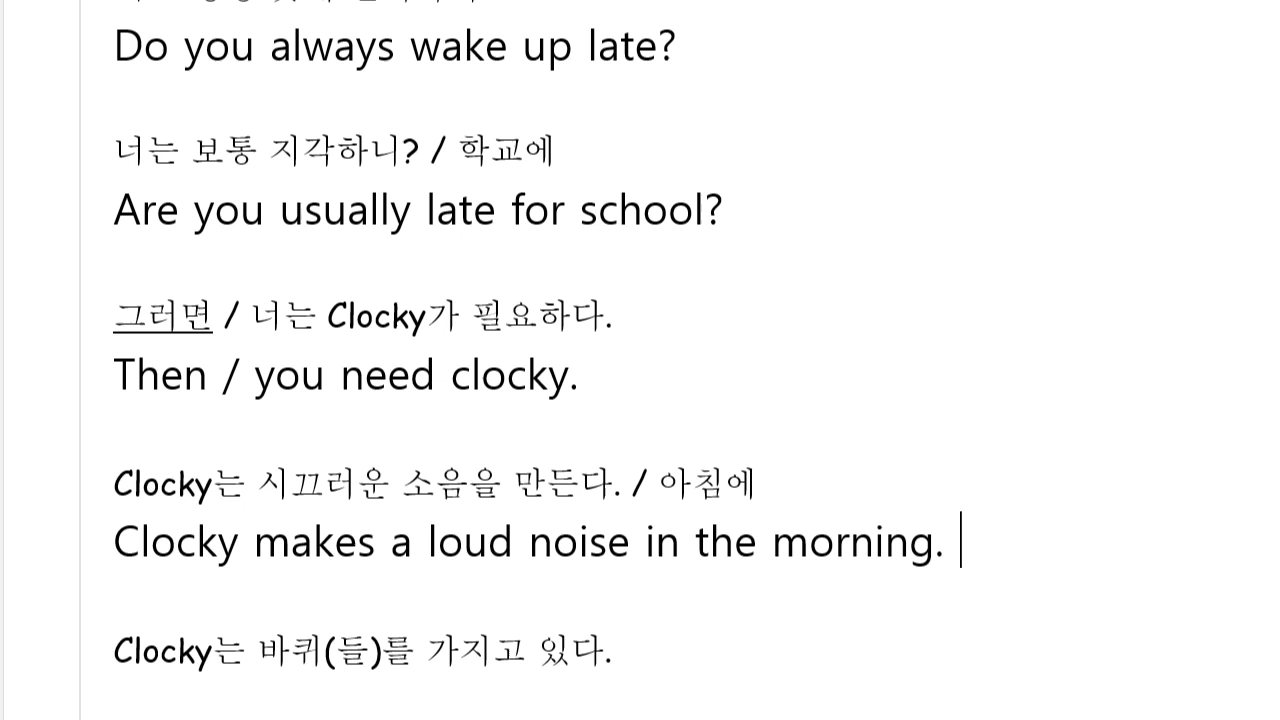 Do you always wake up late?
너는 보통 지각하니? / 학교에
Are you usually late for school?
그러면 / 너는 Clocky가 필요하다.
Then / you need clocky.
Clocky는 시끄러운 소음을 만든다. / 아침에
Clocky makes a loud noise in the morning.
Clocky는 바퀴(들)를 가지고 있다.